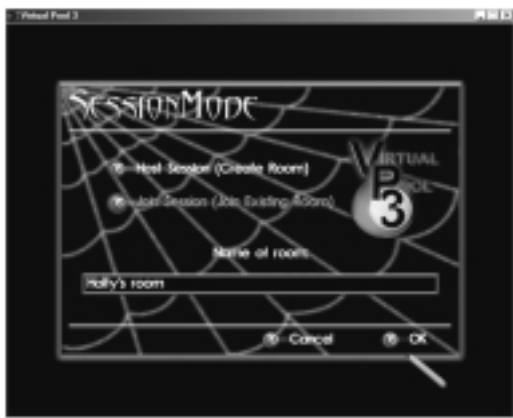 Virtual Pool 3
SESSIONMODE
Host Session (Create Room)
Join Session (Join Existing Room)
VIRTUAL
POOL
3
Name of room:
Holly's room
Cancel
OK